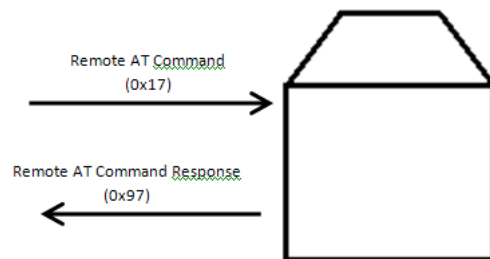 Remote AT Command
(0x17)
Remote AT Command Response
(0x97)